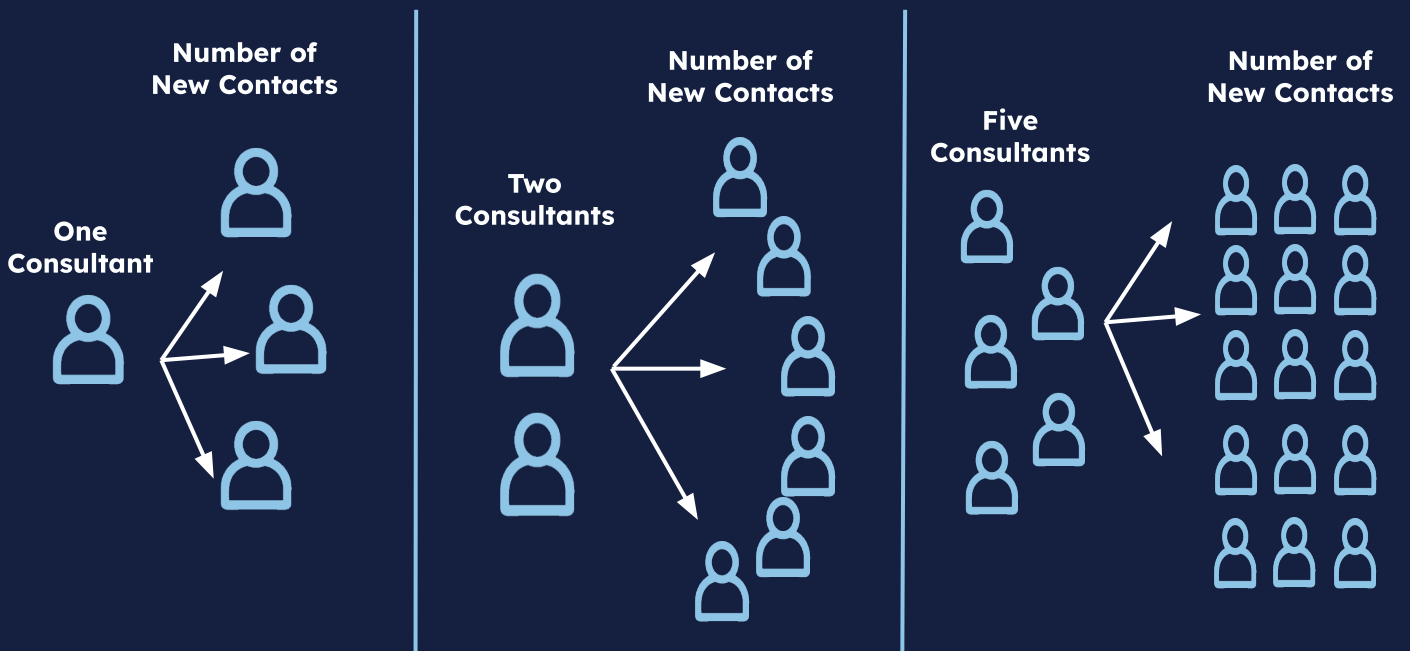 Number of
New Contacts
One
Consultant
Number of
New Contacts
Two
Consultants
Number of
New Contacts
Five
Consultants